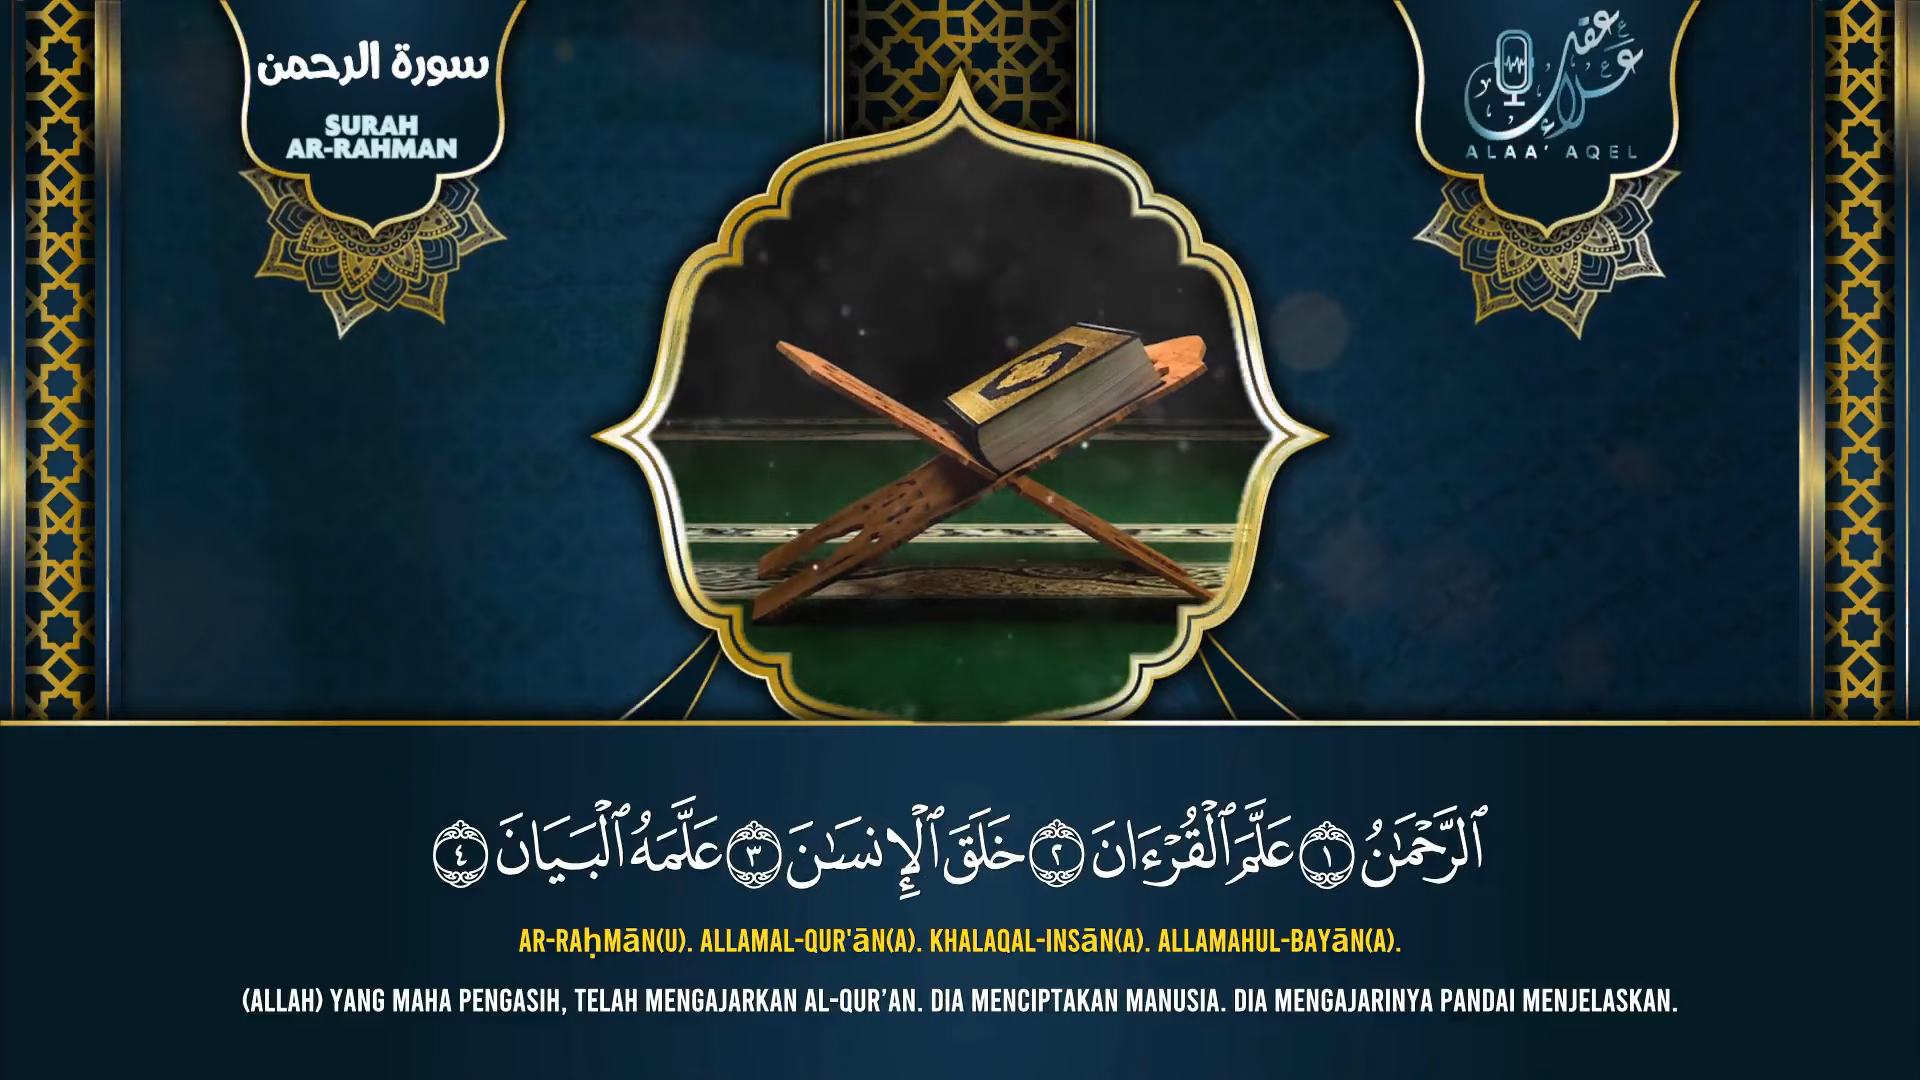 سورة الرحمن
SURAH
AR-RAHMAN
علاء عقل
ALAA' AQEL
ٱلرَّحْمَٰنُ ١ عَلَّمَ ٱلْقُرْءَانَ ٢ خَلَقَ ٱلْإِنسَٰنَ ٣ عَلَّمَهُ ٱلْبَيَانَ ٤
AR-RAḥMāN(U). ALLAMAL-QUR'āN(A). KHALAQAL-INSāN(A). ALLAMAHUL-BAYāN(A).
(ALLAH) YANG MAHA PENGASIH, TELAH MENGAJARKAN AL-QUR’AN. DIA MENCIPTAKAN MANUSIA. DIA MENGAJARINYA PANDAI MENJELASKAN.